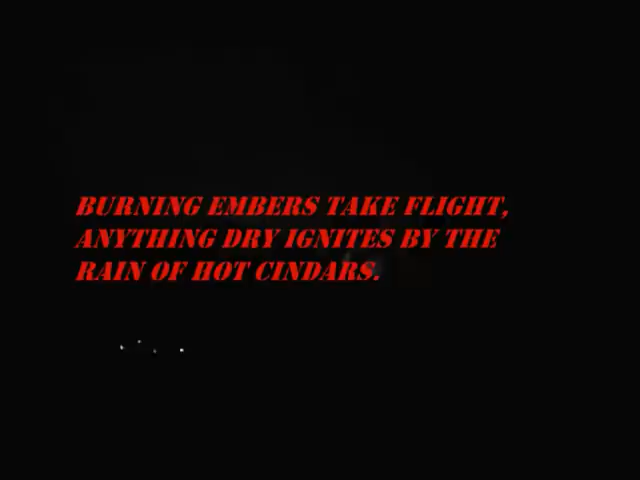 BURNING EMBERS TAKE FLIGHT,
ANYTHING DRY IGNITES BY THE
RAIN OF HOT CINDARS.